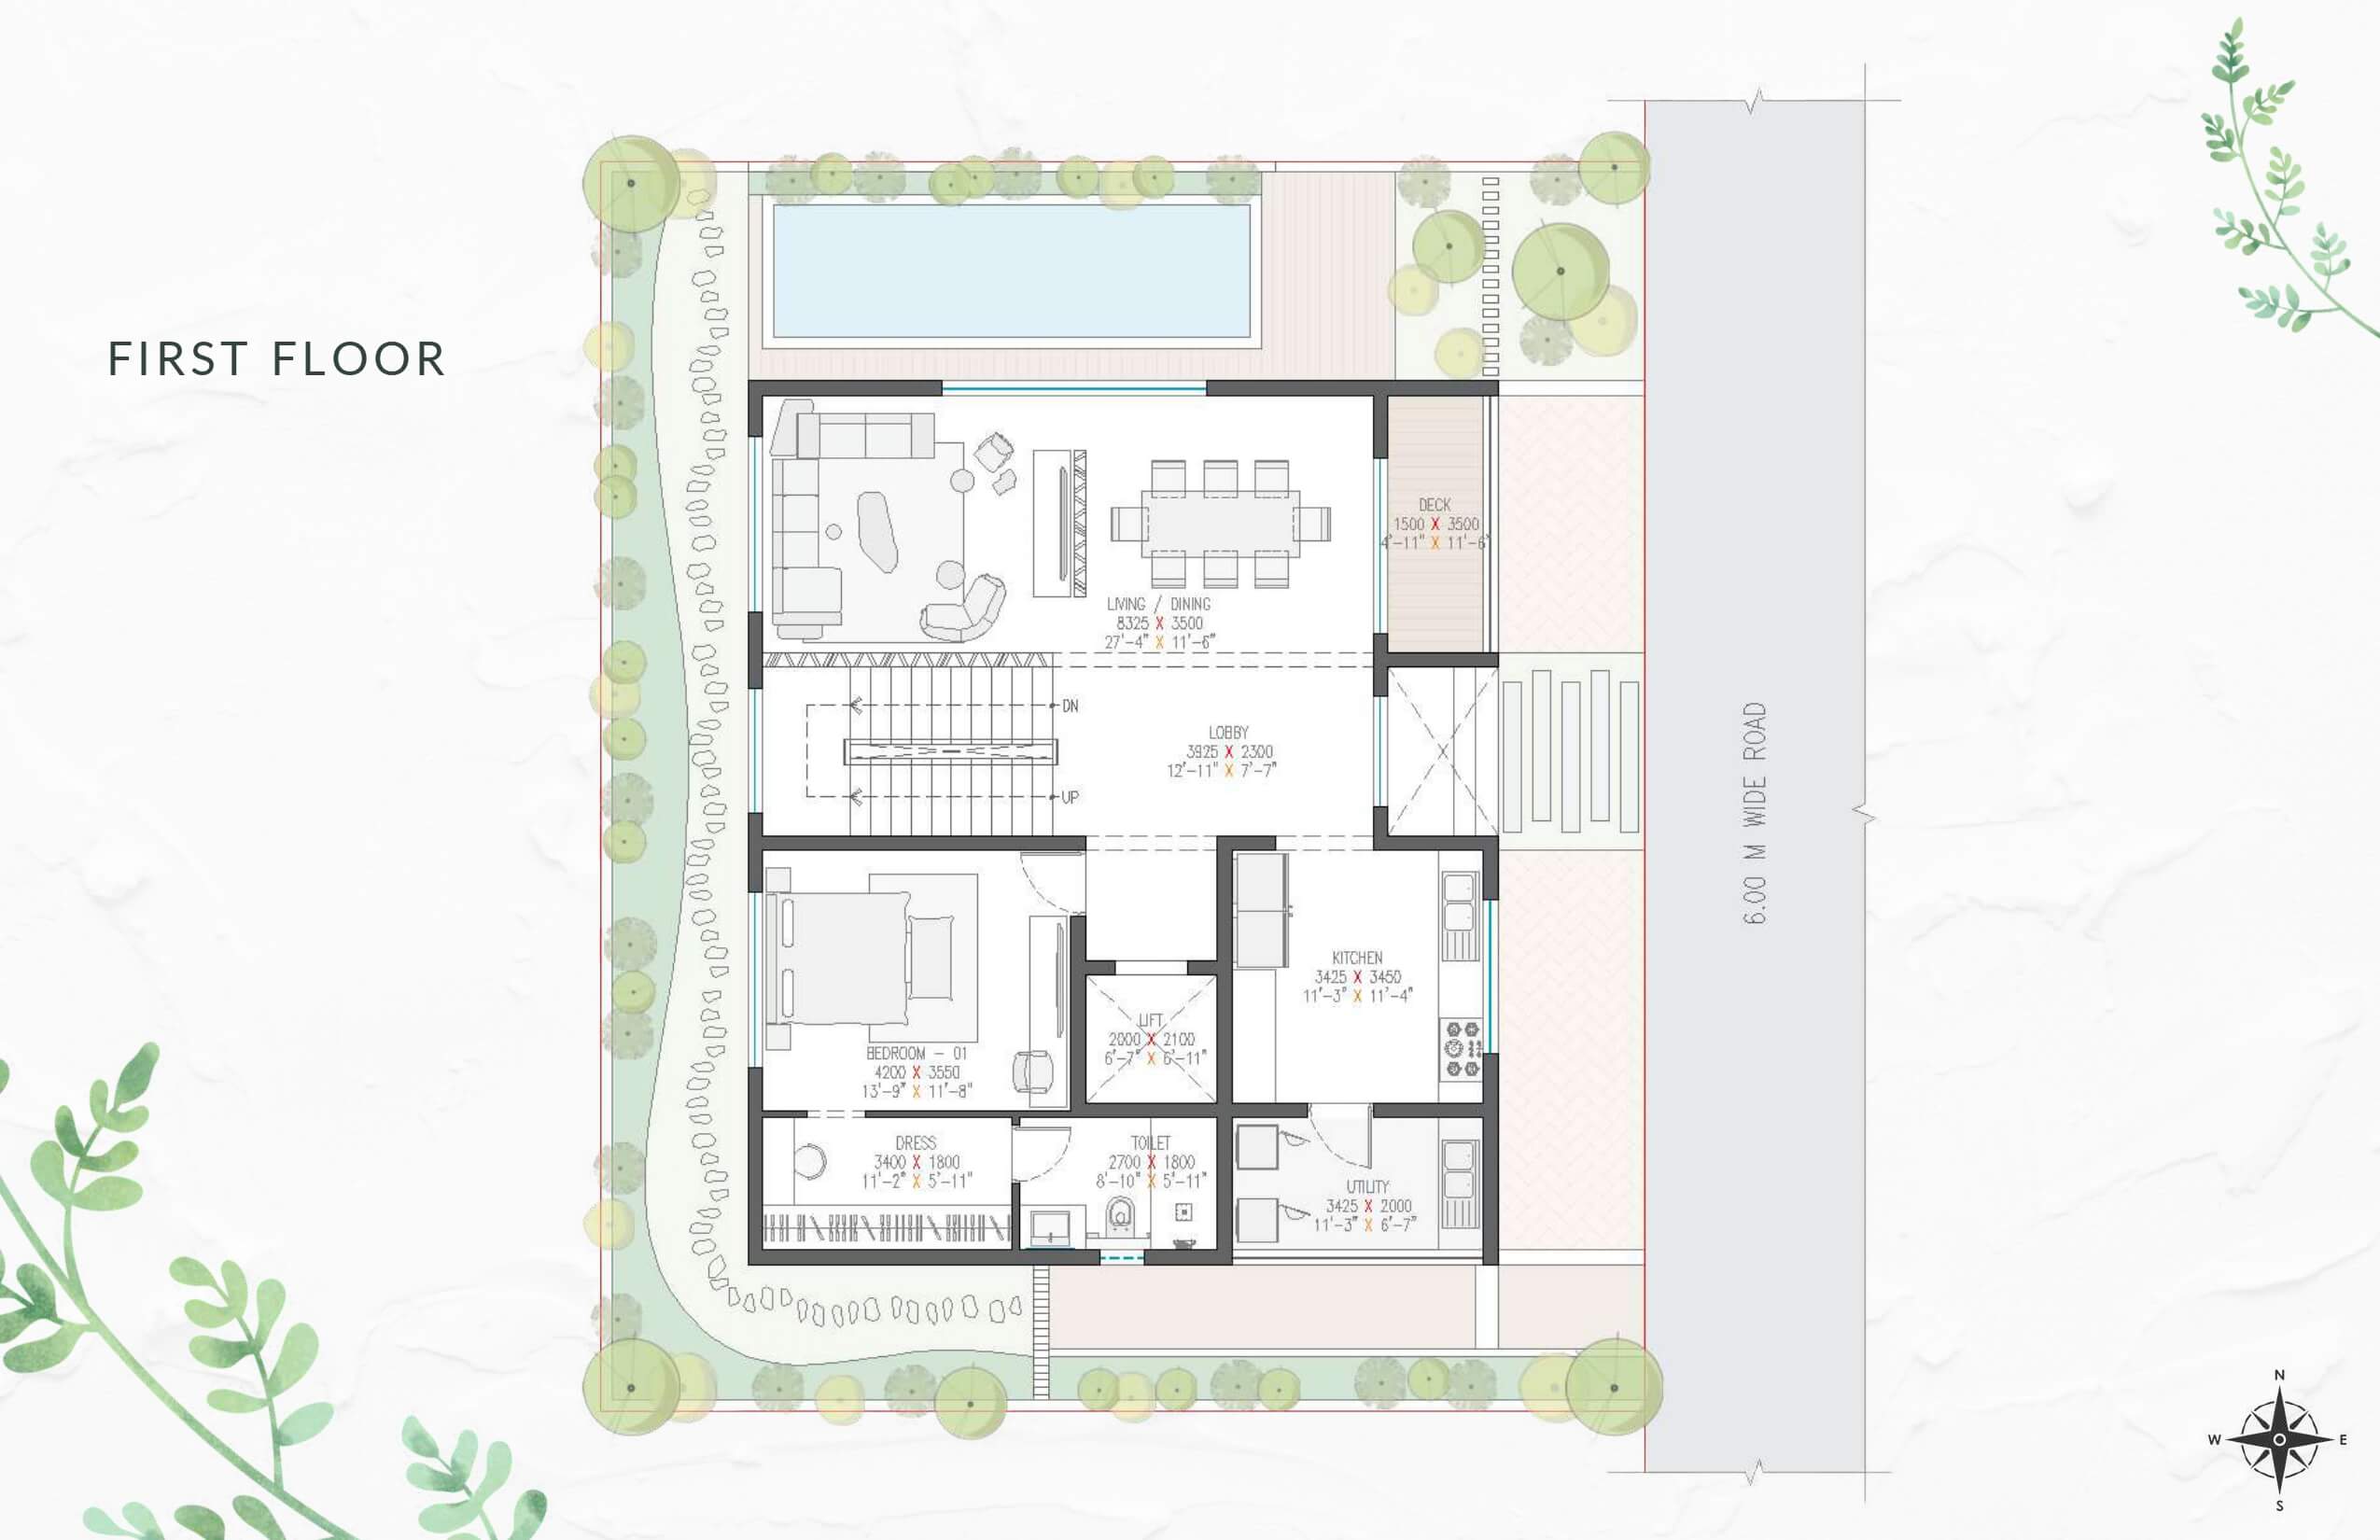 FIRST FLOOR
DECK
1500 X 3500
4'-11" X 11'-6"
LIVING / DINING
8325 X 3500
27'-4" X 11'-6"
DN
LOBBY
3925 X 2300
12'-11" X 7'-7"
UP
6.00 M WIDE ROAD
KITCHEN
3425 X 3450
11'-3" X 11'-4"
LIFT
2000 X 2100
6'-7" X 6'-11"
BEDROOM - 01
4200 X 3550
13'-9" X 11'-8"
DRESS
3400 X 1800
11'-2" X 5'-11"
TOILET
2700 X 1800
8'-10" X 5'-11"
UTILITY
3425 X 2000
11'-3" X 6'-7"
N
W E
S